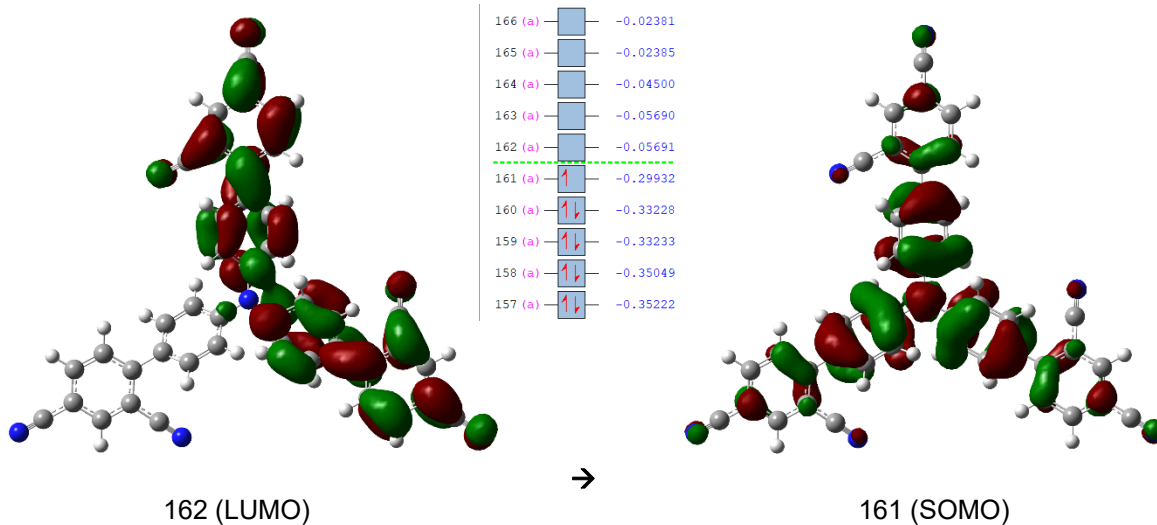 166 (a) -0.02381
165 (a) -0.02385
164 (a) -0.04500
163 (a) -0.05690
162 (a) -0.05691
161 (a) -0.29932
160 (a) -0.33228
159 (a) -0.33233
158 (a) -0.35049
157 (a) -0.35222
→
162 (LUMO)
161 (SOMO)